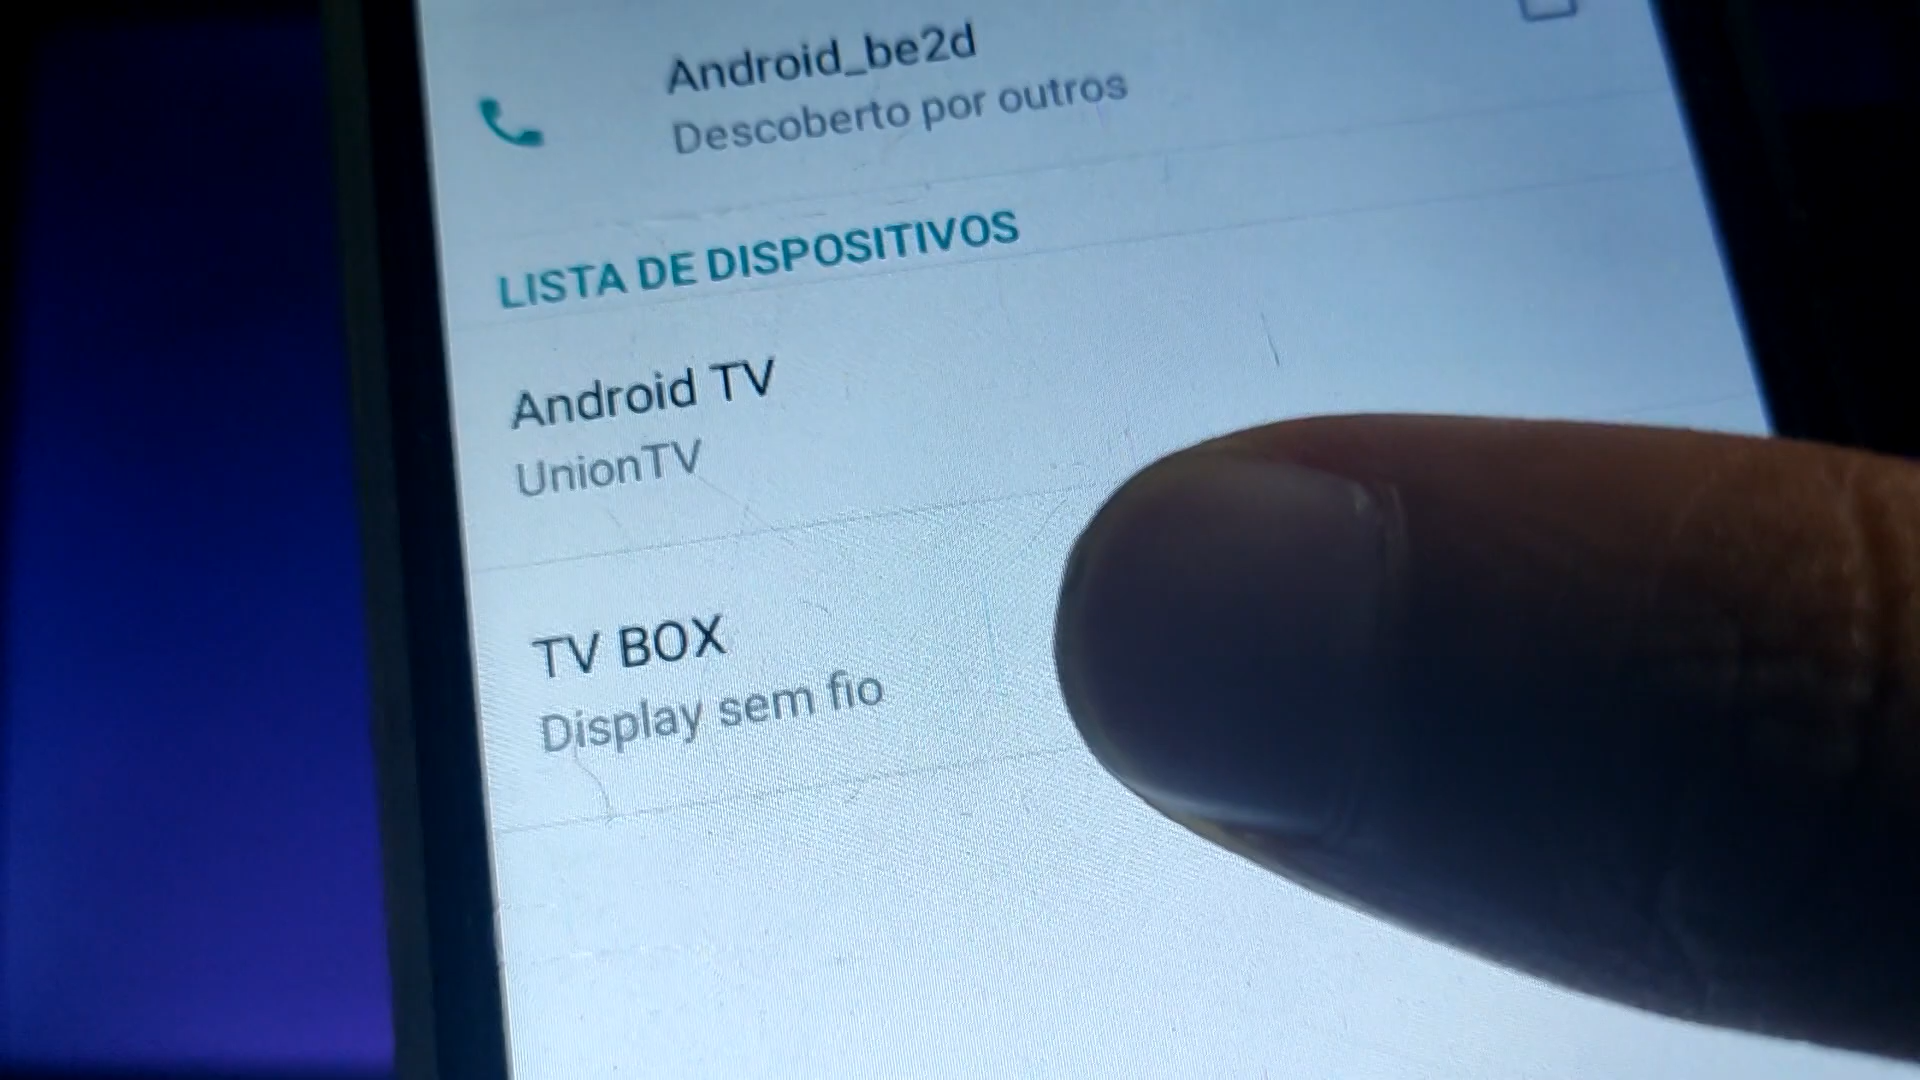 Android_be2d
Descoberto por outros
LISTA DE DISPOSITIVOS
Android TV
UnionTV
TV BOX
Display sem fio